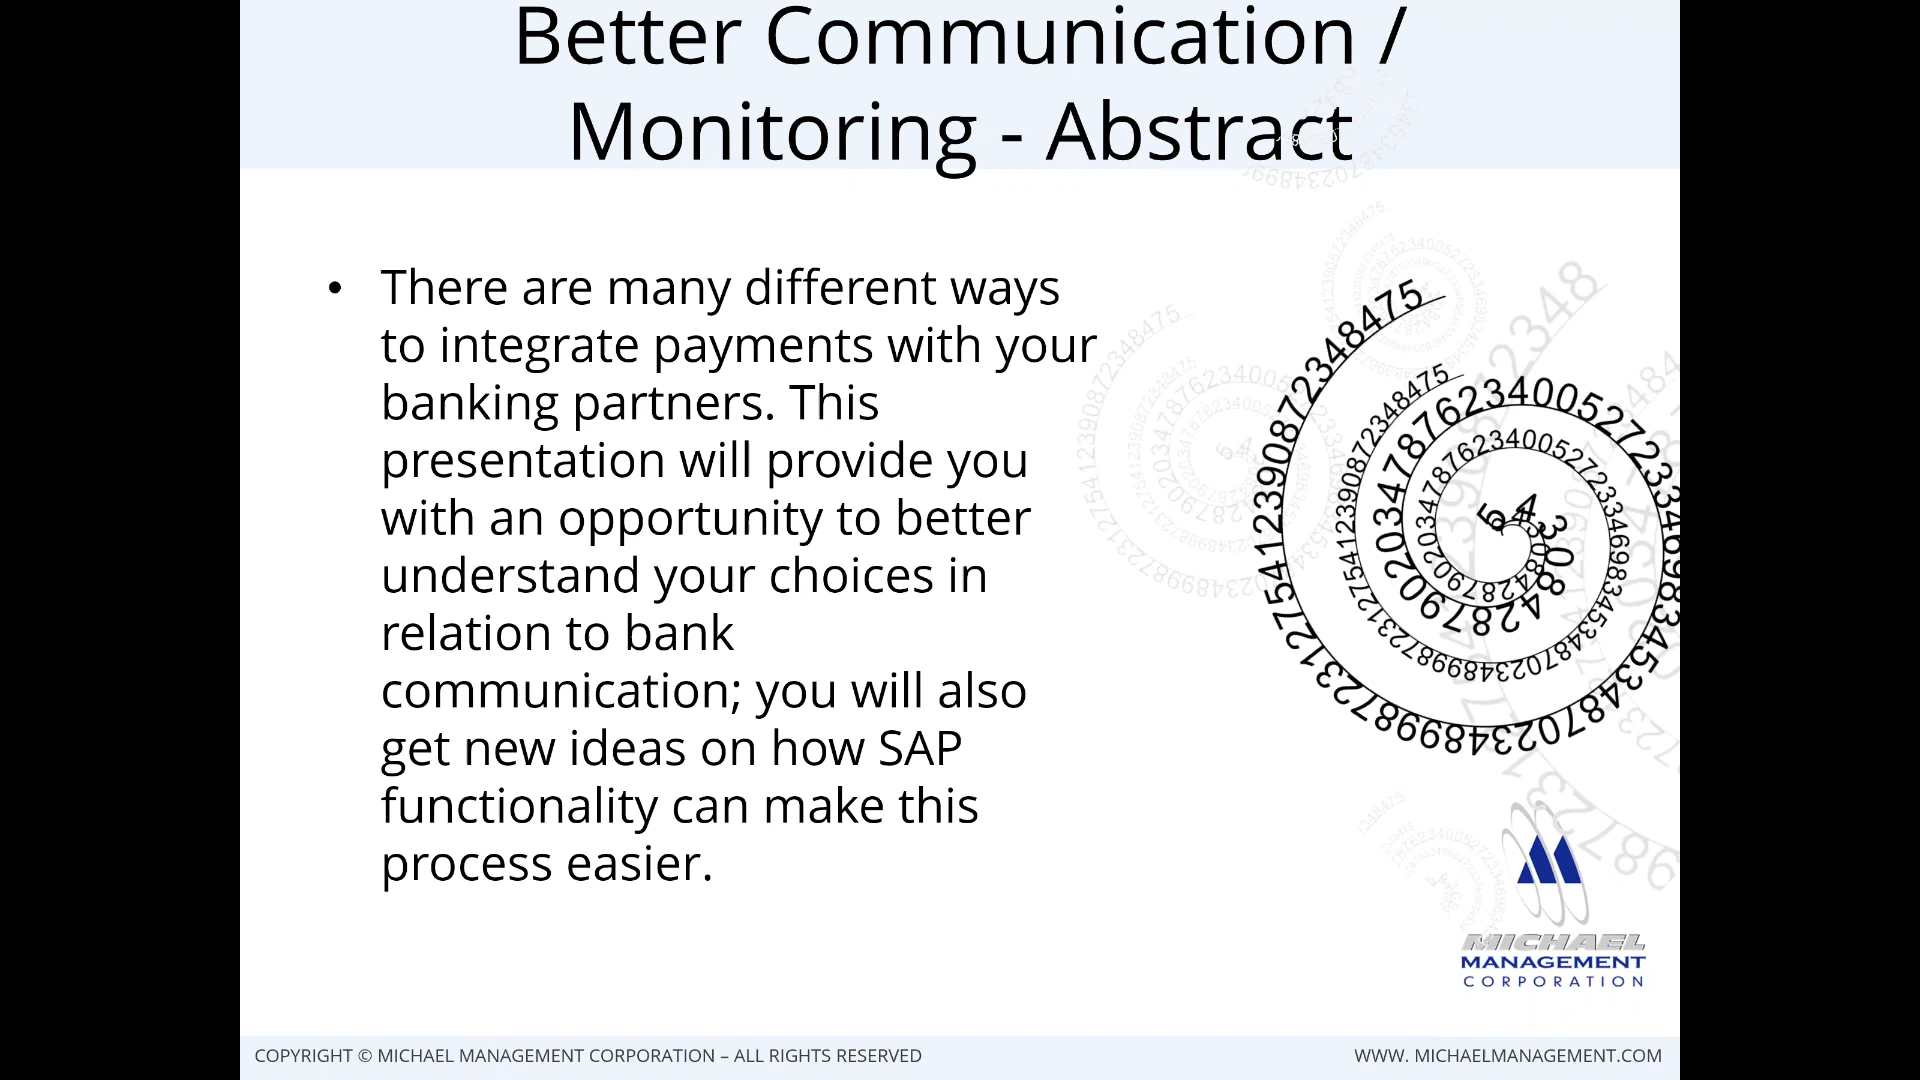 Better Communication /
Monitoring - Abstract
• There are many different ways
to integrate payments with your
banking partners. This
presentation will provide you
with an opportunity to better
understand your choices in
relation to bank
communication; you will also
get new ideas on how SAP
functionality can make this
process easier.
MICHAEL
MANAGEMENT
CORPORATION
COPYRIGHT © MICHAEL MANAGEMENT CORPORATION – ALL RIGHTS RESERVED
WWW. MICHAELMANAGEMENT.COM